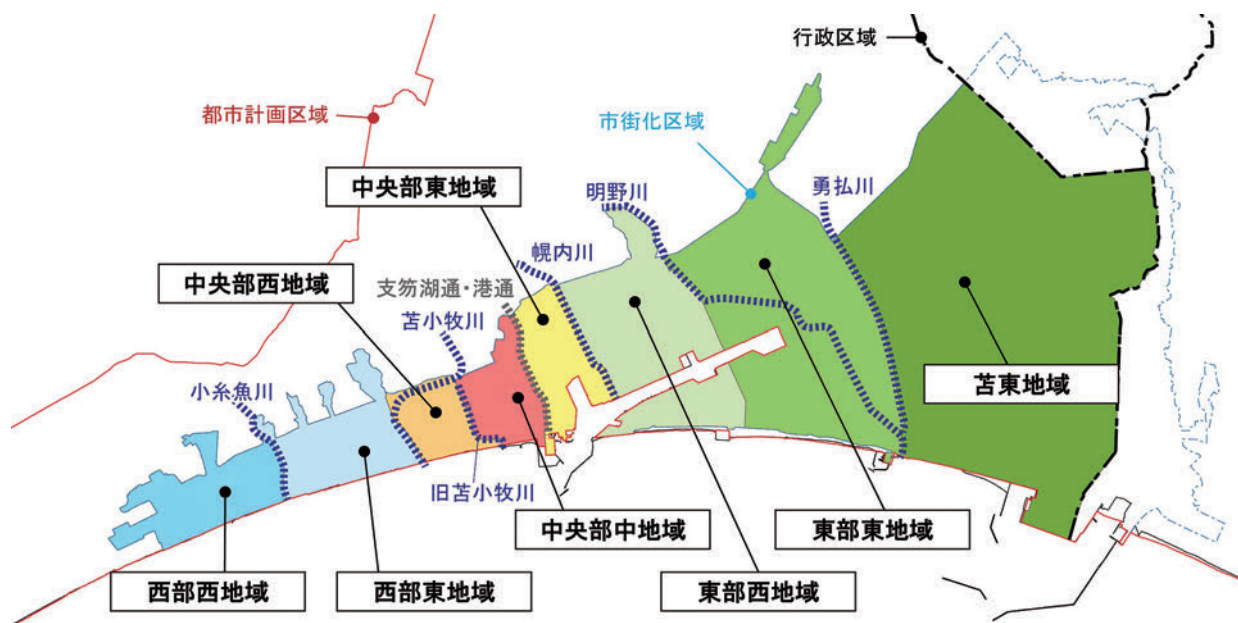 行政区域
都市計画区域
市街化区域
中央部東地域
明野川
勇払川
幌内川
中央部西地域
支笏湖通・港通
苫小牧川
小糸魚川
苫東地域
旧苫小牧川
中央部中地域
東部東地域
西部西地域
西部東地域
東部西地域